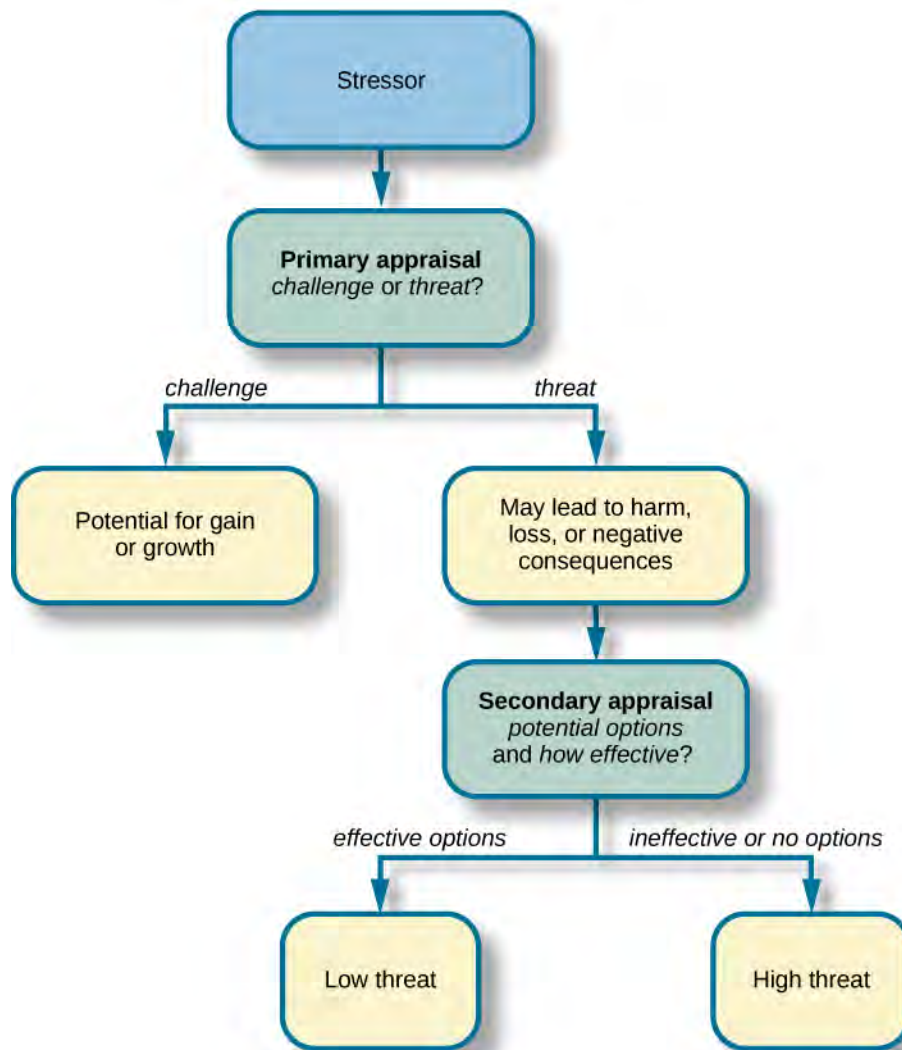 Stressor
Primary appraisal
challenge or threat?
challenge
threat
Potential for gain
or growth
May lead to harm,
loss, or negative
consequences
Secondary appraisal
potential options
and how effective?
effective options
ineffective or no options
Low threat
High threat